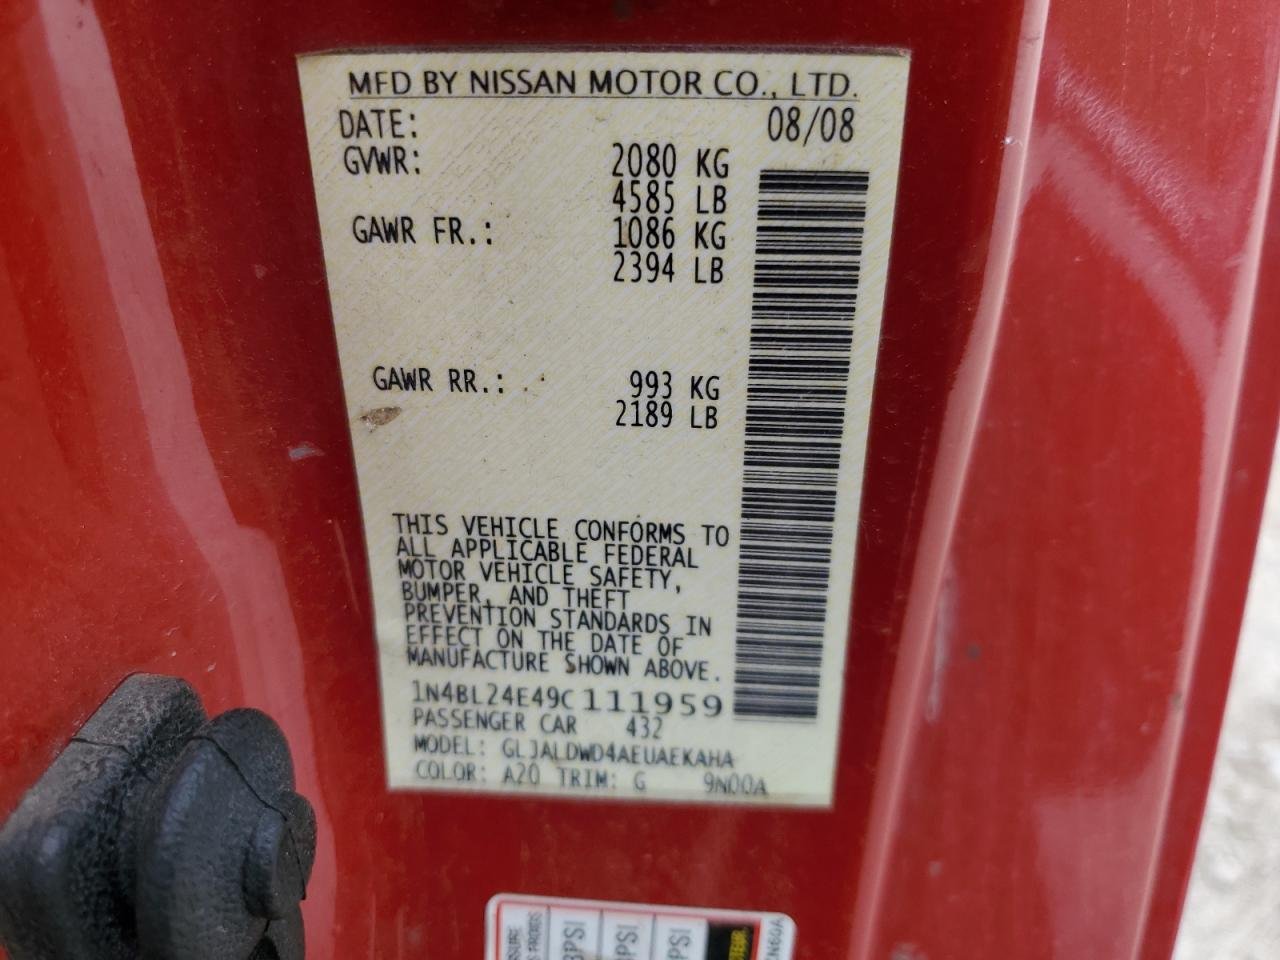 MFD BY NISSAN MOTOR CO., LTD.
DATE: 08/08
GVWR: 2080 KG
4585 LB
GAWR FR.: 1086 KG
2394 LB
GAWR RR.: 993 KG
2189 LB
THIS VEHICLE CONFORMS TO
ALL APPLICABLE FEDERAL
MOTOR VEHICLE SAFETY,
BUMPER, AND THEFT
PREVENTION STANDARDS IN
EFFECT ON THE DATE OF
MANUFACTURE SHOWN ABOVE.
1N4BL24E49C111959
PASSENGER CAR 432
MODEL: GLJALDWD4AEUAEKAHA
COLOR: A20 TRIM: G 9N00A
PSI
PSI
PSI